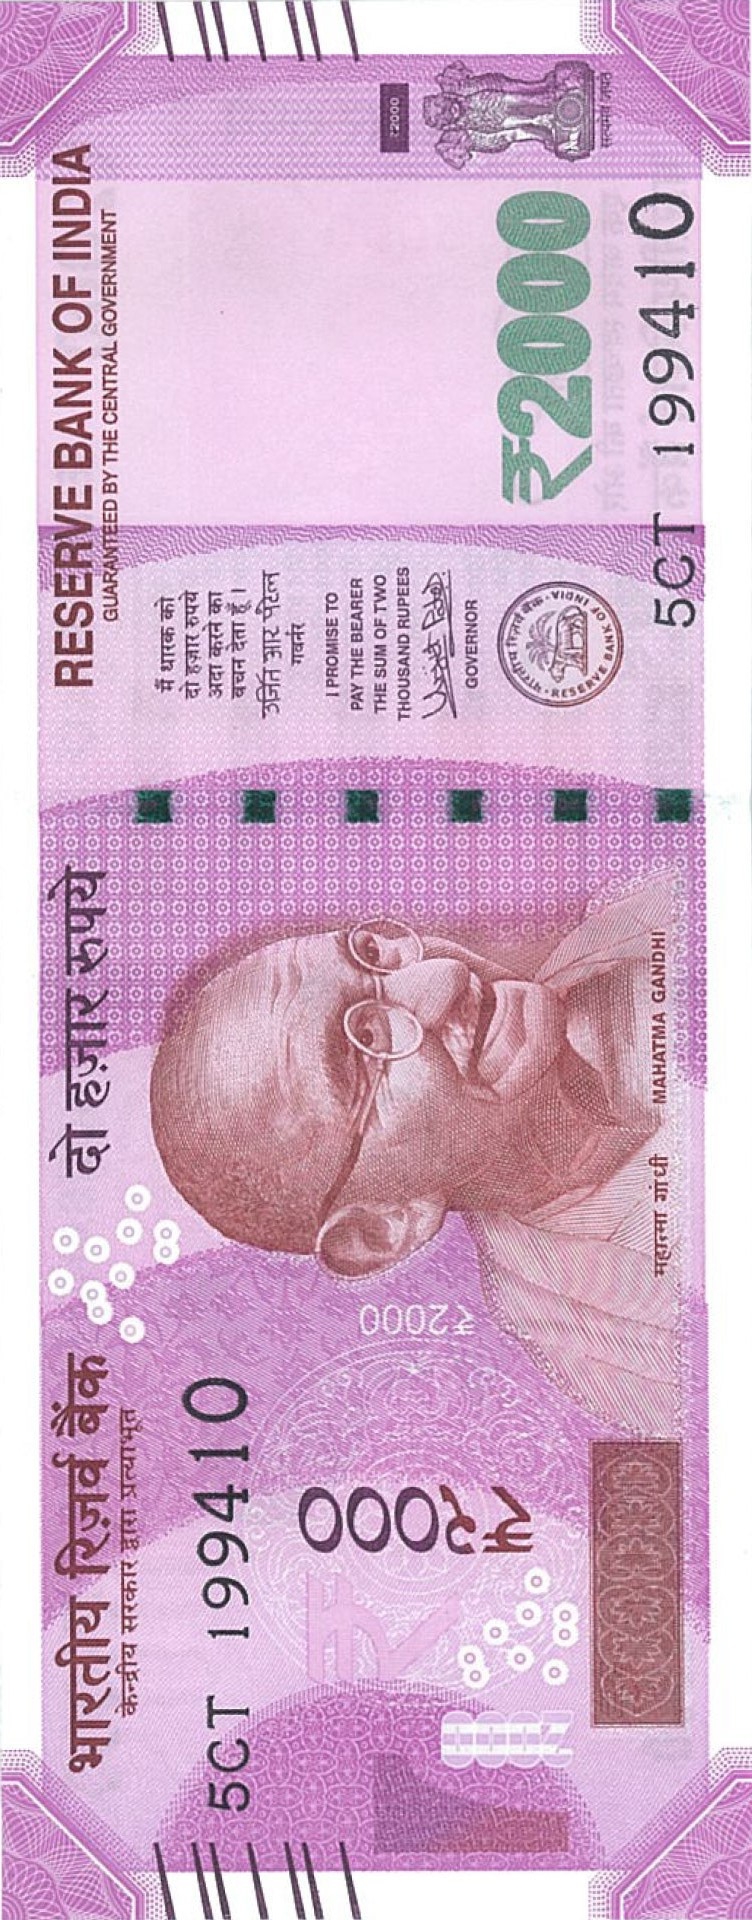 भारतीय रिज़र्व बैंक
केन्द्रीय सरकार द्वारा प्रत्याभूत
दो हज़ार रुपये
RESERVE BANK OF INDIA
GUARANTEED BY THE CENTRAL GOVERNMENT
5CT 199410
₹२०००
₹2000
2000
मैं धारक को
दो हज़ार रुपये
अदा करने का
वचन देता हूँ।
उर्जित आर पटेल
गवर्नर
I PROMISE TO
PAY THE BEARER
THE SUM OF TWO
THOUSAND RUPEES
GOVERNOR
भारतीय रिज़र्व बैंक
RESERVE BANK OF INDIA
महात्मा गांधी
MAHATMA GANDHI
₹2000
₹2000
सत्यमेव जयते
5CT 199410